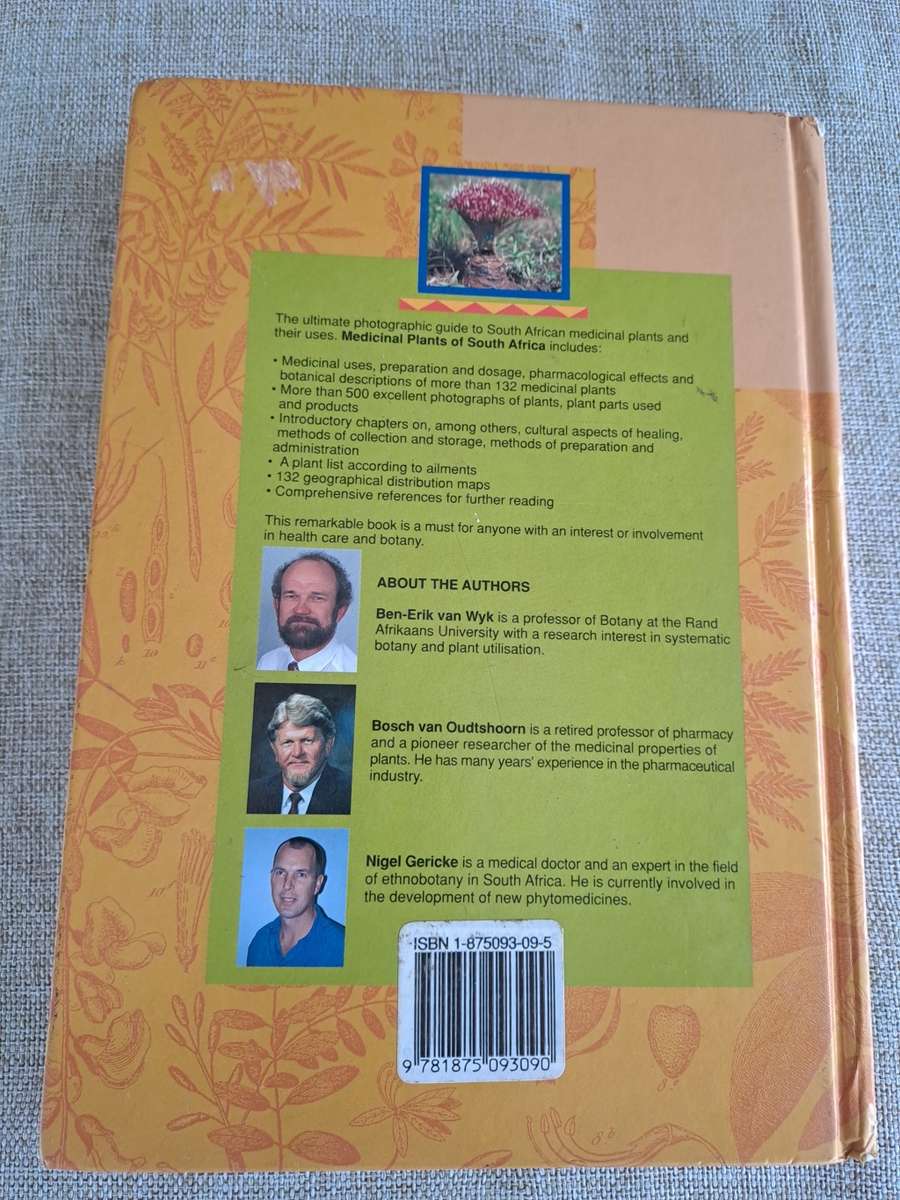 The ultimate photographic guide to South African medicinal plants and
their uses. Medicinal Plants of South Africa includes:
• Medicinal uses, preparation and dosage, pharmacological effects and
botanical descriptions of more than 132 medicinal plants
• More than 500 excellent photographs of plants, plant parts used
and products
• Introductory chapters on, among others, cultural aspects of healing,
methods of collection and storage, methods of preparation and
administration
• A plant list according to ailments
• 132 geographical distribution maps
• Comprehensive references for further reading
This remarkable book is a must for anyone with an interest or involvement
in health care and botany.
ABOUT THE AUTHORS
Ben-Erik van Wyk is a professor of Botany at the Rand
Afrikaans University with a research interest in systematic
botany and plant utilisation.
Bosch van Oudtshoorn is a retired professor of pharmacy
and a pioneer researcher of the medicinal properties of
plants. He has many years' experience in the pharmaceutical
industry.
Nigel Gericke is a medical doctor and an expert in the field
of ethnobotany in South Africa. He is currently involved in
the development of new phytomedicines.
ISBN 1-875093-09-5
9 781875 093090